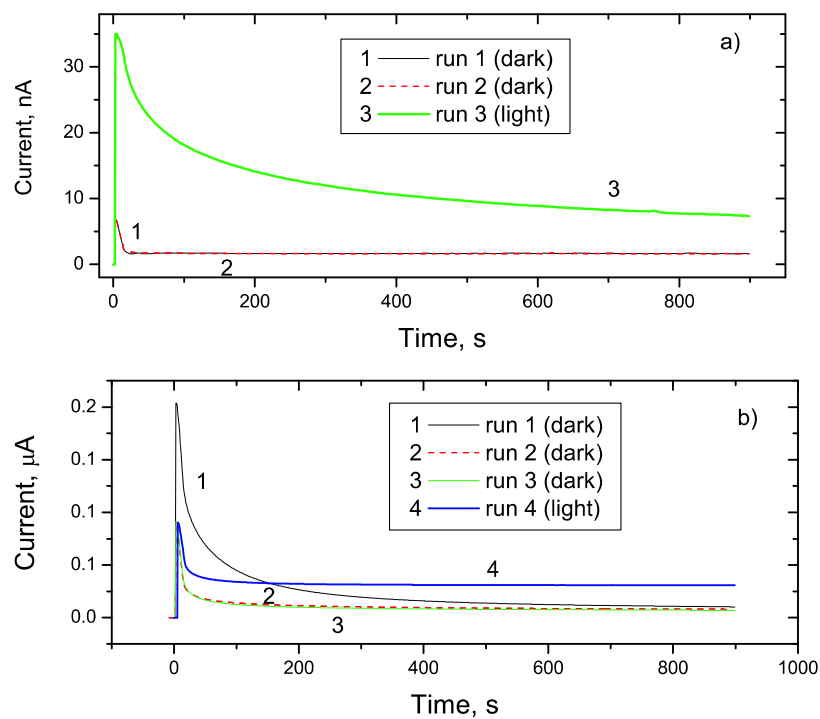 a)
1 run 1 (dark)
2 run 2 (dark)
3 run 3 (light)
Current, nA
30
20
10
0
1
2
3
0 200 400 600 800
Time, s
b)
1 run 1 (dark)
2 run 2 (dark)
3 run 3 (dark)
4 run 4 (light)
Current, μA
0.2
0.1
0.1
0.1
0.0
1
2
3
4
0 200 400 600 800 1000
Time, s